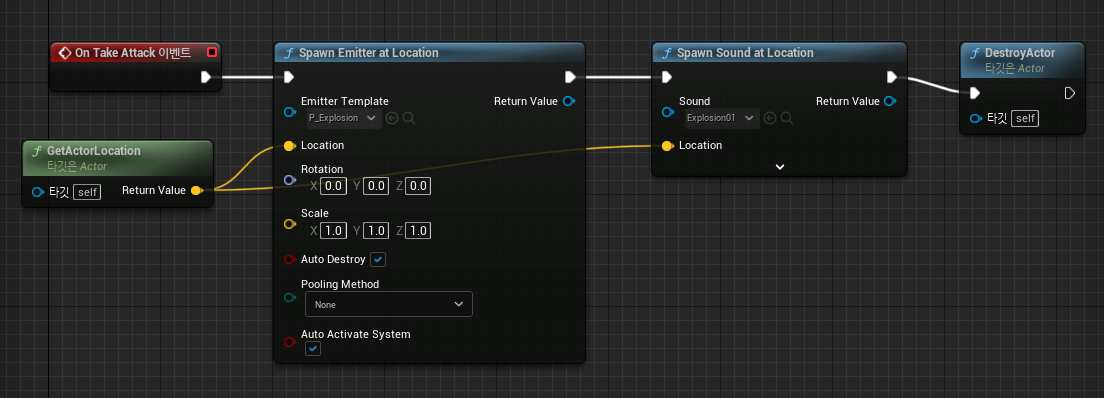 On Take Attack 이벤트
GetActorLocation
타깃은 Actor
타깃 self
Return Value
Spawn Emitter at Location
Emitter Template
P_Explosion
Return Value
Location
Rotation
X 0.0 Y 0.0 Z 0.0
Scale
X 1.0 Y 1.0 Z 1.0
Auto Destroy
Pooling Method
None
Auto Activate System
Spawn Sound at Location
Sound
Explosion01
Return Value
Location
DestroyActor
타깃은 Actor
타깃 self